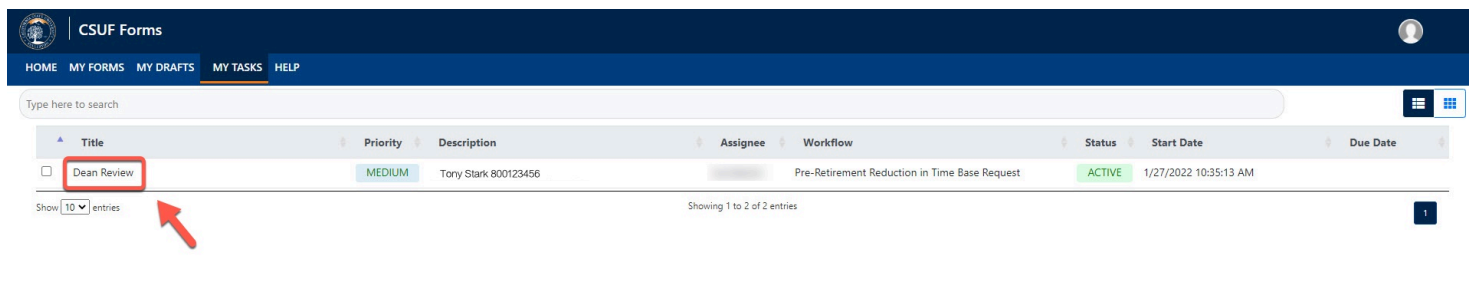 CSUF Forms
HOME MY FORMS MY DRAFTS MY TASKS HELP
Type here to search
Title Priority Description Assignee Workflow Status Start Date Due Date
Dean Review MEDIUM Tony Stark 800123456 Pre-Retirement Reduction in Time Base Request ACTIVE 1/27/2022 10:35:13 AM
Show 10 entries Showing 1 to 2 of 2 entries 1